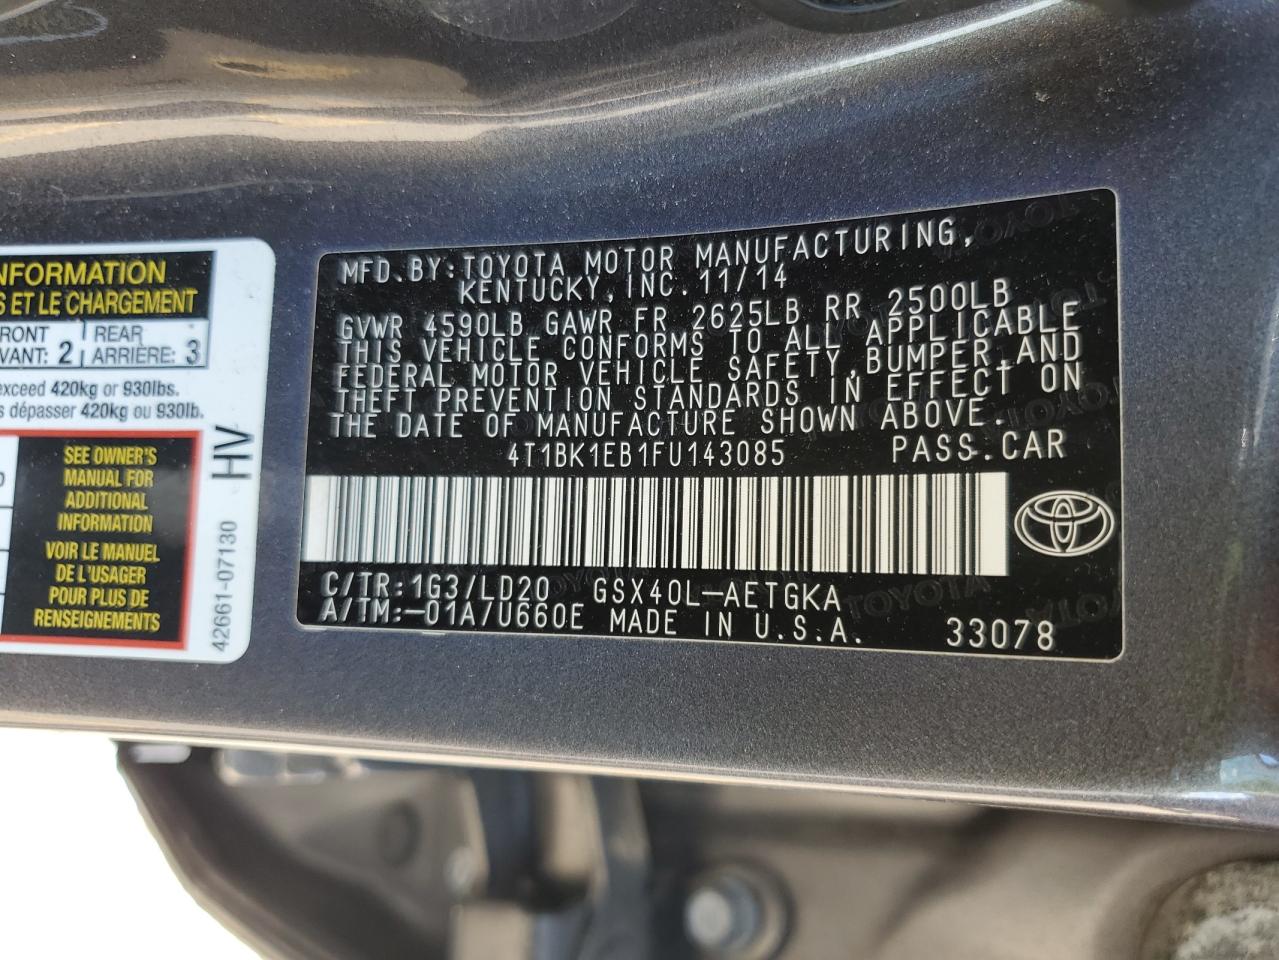 NFORMATION
S ET LE CHARGEMENT
FRONT REAR
VANT: 2 ARRIÈRE: 3
exceed 420kg or 930lbs.
s dépasser 420kg ou 930lb.
SEE OWNER'S
MANUAL FOR
ADDITIONAL
INFORMATION
VOIR LE MANUEL
DE L'USAGER
POUR PLUS DE
RENSEIGNEMENTS
HV
42661-07130
MFD.BY:TOYOTA MOTOR MANUFACTURING,
KENTUCKY,INC.11/14
GVWR 4590LB GAWR FR 2625LB RR 2500LB
THIS VEHICLE CONFORMS TO ALL APPLICABLE
FEDERAL MOTOR VEHICLE SAFETY,BUMPER,AND
THEFT PREVENTION STANDARDS IN EFFECT ON
THE DATE OF MANUFACTURE SHOWN ABOVE.
4T1BK1EB1FU143085 PASS.CAR
C/TR:1G3/LD20 GSX40L-AETGKA
A/TM:-01A/U660E MADE IN U.S.A. 33078